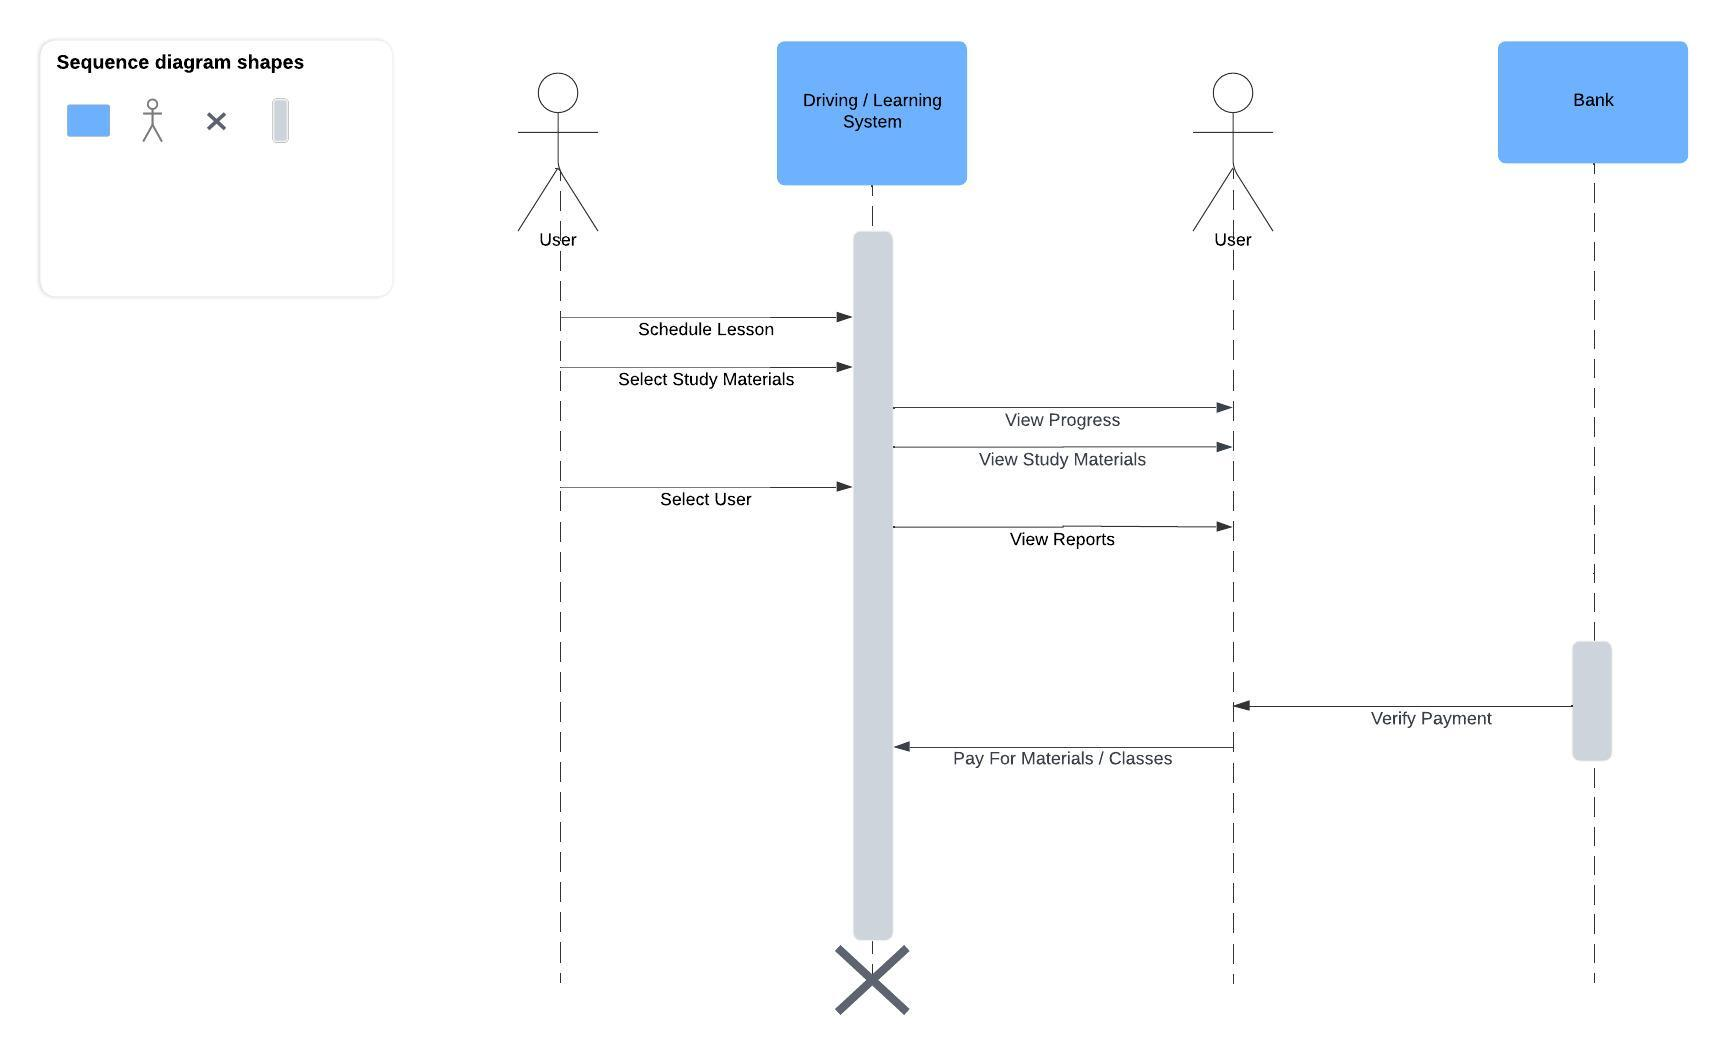 Sequence diagram shapes
Driving / Learning
System
Bank
User
User
Schedule Lesson
Select Study Materials
View Progress
View Study Materials
Select User
View Reports
Verify Payment
Pay For Materials / Classes